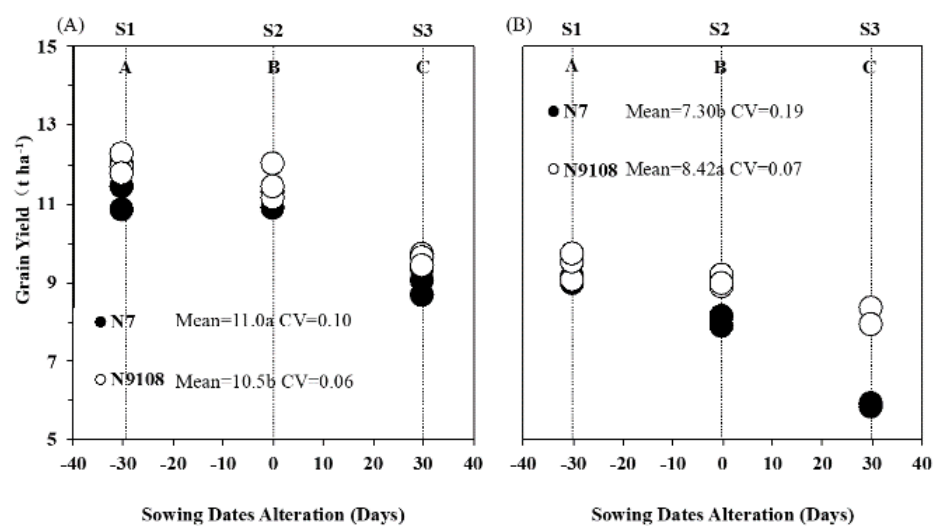 (A)
S1 S2 S3
A B C
15
13
11
9
7
5
Grain Yield (t ha⁻¹)
N7 Mean=11.0a CV=0.10
N9108 Mean=10.5b CV=0.06
-40 -30 -20 -10 0 10 20 30 40
Sowing Dates Alteration (Days)
(B)
S1 S2 S3
A B C
N7 Mean=7.30b CV=0.19
N9108 Mean=8.42a CV=0.07
-40 -30 -20 -10 0 10 20 30 40
Sowing Dates Alteration (Days)